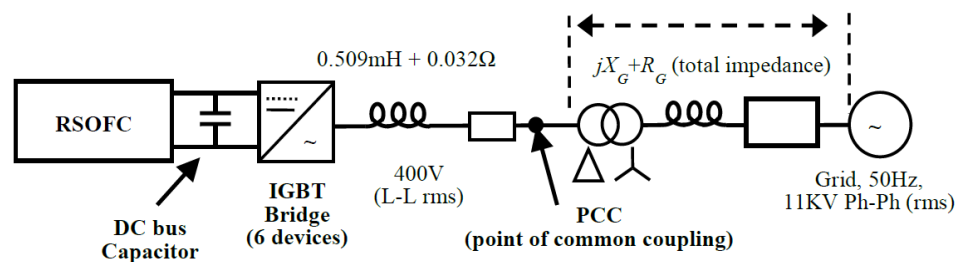 0.509mH + 0.032Ω
jX_G+R_G (total impedance)
RSOFC
~
~
400V
(L-L rms)
IGBT
Bridge
(6 devices)
DC bus
Capacitor
PCC
(point of common coupling)
Grid, 50Hz,
11KV Ph-Ph (rms)